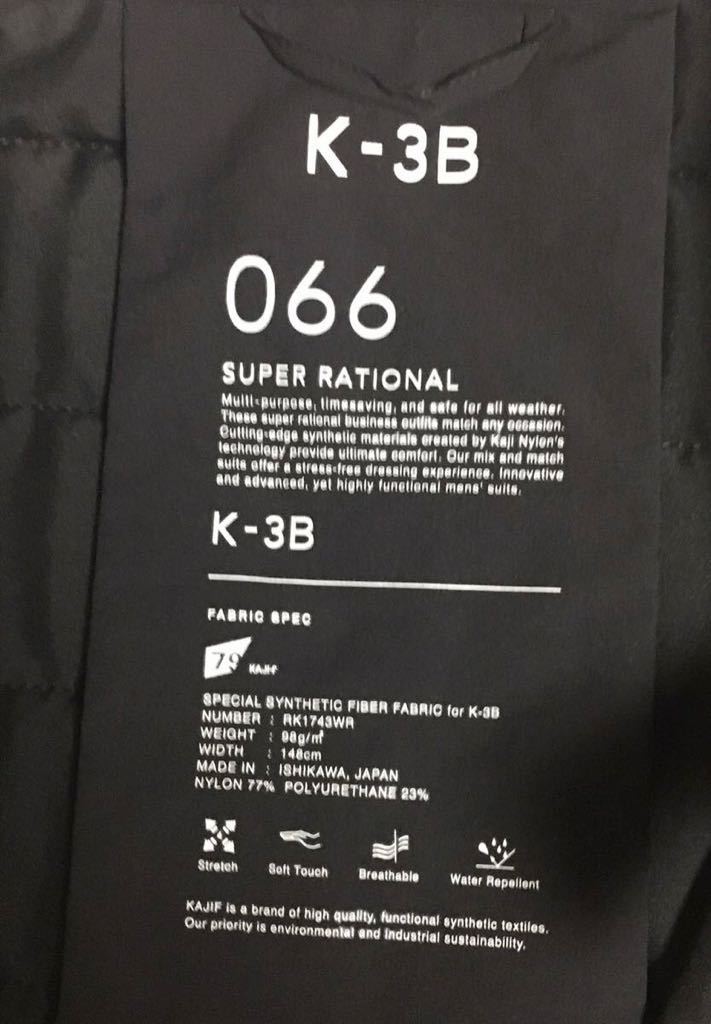 K-3B
066
SUPER RATIONAL
Multi-purpose, timesaving, and safe for all weather.
These super rational business outfits match any occasion.
Cutting-edge synthetic materials created by Kaji Nylon's
technology provide ultimate comfort. Our mix and match
suits offer a stress-free dressing experience. Innovative
and advanced, yet highly functional mens' suits.
K-3B
FABRIC SPEC
79 KAJIF
SPECIAL SYNTHETIC FIBER FABRIC for K-3B
NUMBER : RK1743WR
WEIGHT : 98g/㎡
WIDTH : 148cm
MADE IN : ISHIKAWA, JAPAN
NYLON 77% POLYURETHANE 23%
Stretch Soft Touch Breathable Water Repellent
KAJIF is a brand of high quality, functional synthetic textiles.
Our priority is environmental and industrial sustainability.